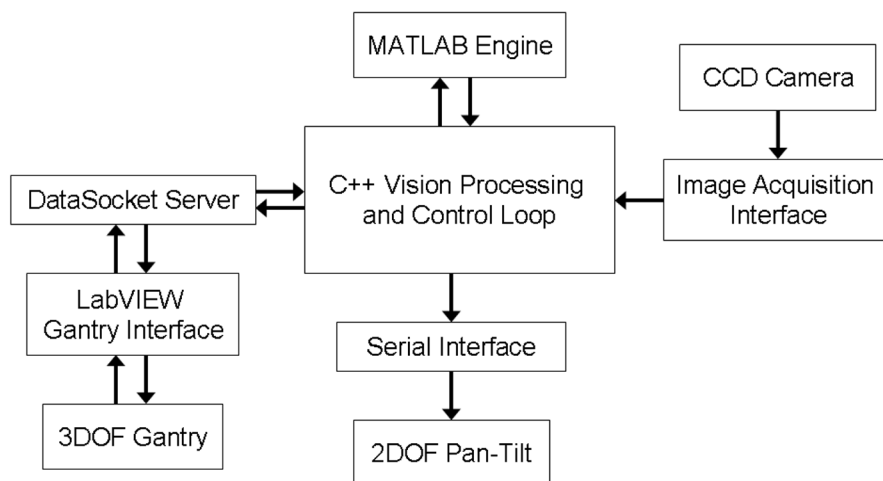 MATLAB Engine
CCD Camera
C++ Vision Processing
and Control Loop
Image Acquisition
Interface
DataSocket Server
LabVIEW
Gantry Interface
Serial Interface
3DOF Gantry
2DOF Pan-Tilt